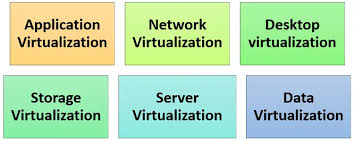 Application
Virtualization
Network
Virtualization
Desktop
virtualization
Storage
Virtualization
Server
Virtualization
Data
Virtualization